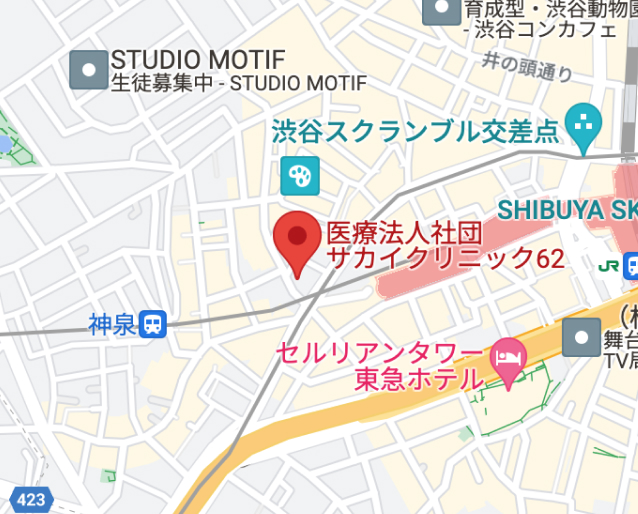 育成型・渋谷動物園
- 渋谷コンカフェ
STUDIO MOTIF
生徒募集中 - STUDIO MOTIF
井の頭通り
渋谷スクランブル交差点
SHIBUYA SK
医療法人社団
サカイクリニック62
JR
神泉
セルリアンタワー
東急ホテル
舞台
TV局
423